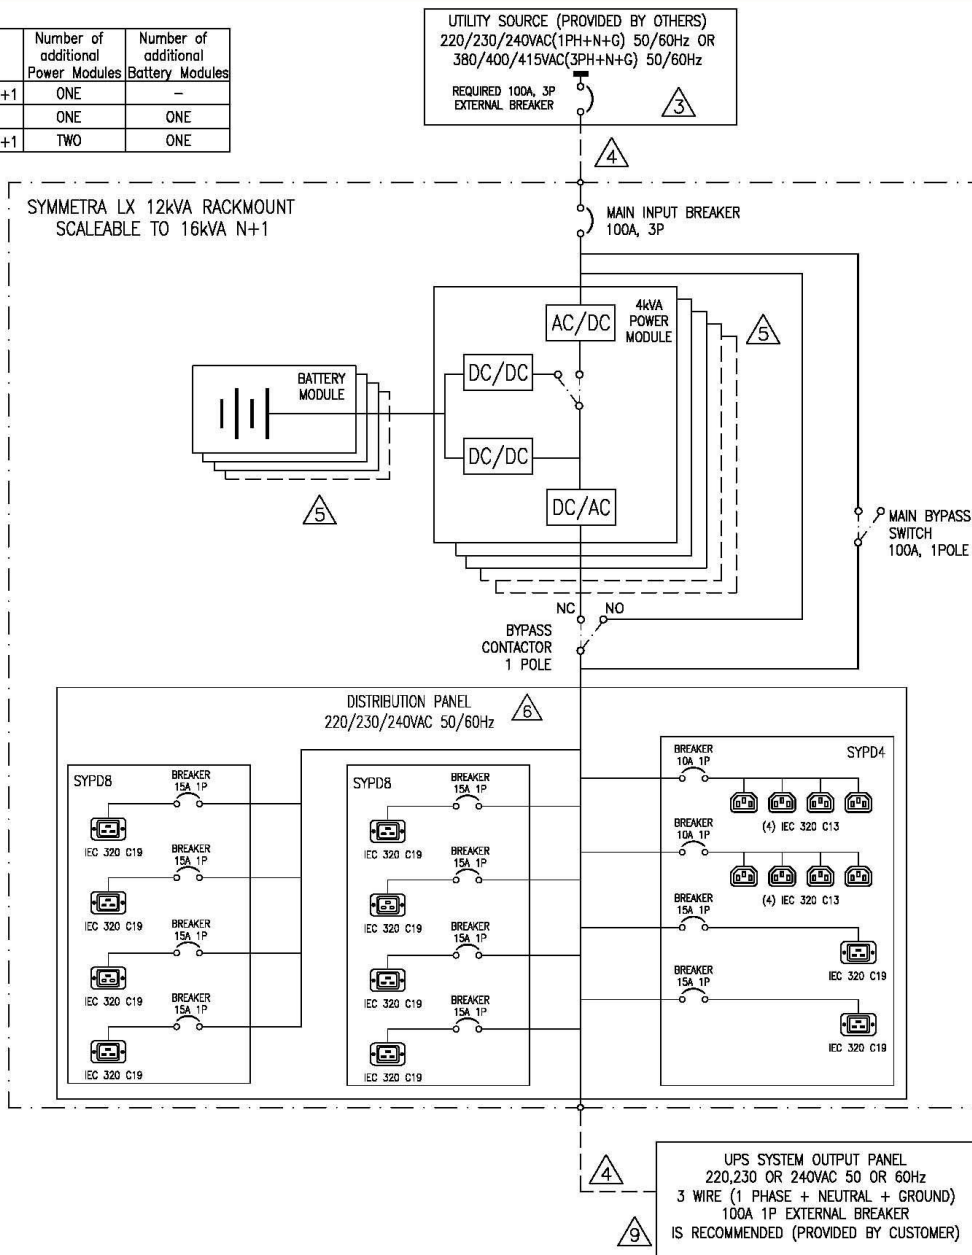 Number of additional Power Modules
Number of additional Battery Modules
+1 ONE –
ONE ONE
+1 TWO ONE
UTILITY SOURCE (PROVIDED BY OTHERS)
220/230/240VAC(1PH+N+G) 50/60Hz OR
380/400/415VAC(3PH+N+G) 50/60Hz
REQUIRED 100A, 3P
EXTERNAL BREAKER
3
4
SYMMETRA LX 12kVA RACKMOUNT
SCALEABLE TO 16kVA N+1
MAIN INPUT BREAKER
100A, 3P
4kVA
POWER
MODULE
AC/DC
5
DC/DC
BATTERY
MODULE
DC/DC
DC/AC
5
MAIN BYPASS
SWITCH
100A, 1POLE
NC NO
BYPASS
CONTACTOR
1 POLE
DISTRIBUTION PANEL
220/230/240VAC 50/60Hz
6
SYPD8
BREAKER
15A 1P
IEC 320 C19
BREAKER
15A 1P
IEC 320 C19
BREAKER
15A 1P
IEC 320 C19
BREAKER
15A 1P
IEC 320 C19
SYPD8
BREAKER
15A 1P
IEC 320 C19
BREAKER
15A 1P
IEC 320 C19
BREAKER
15A 1P
IEC 320 C19
BREAKER
15A 1P
IEC 320 C19
SYPD4
BREAKER
10A 1P
(4) IEC 320 C13
BREAKER
10A 1P
(4) IEC 320 C13
BREAKER
15A 1P
IEC 320 C19
BREAKER
15A 1P
IEC 320 C19
4
UPS SYSTEM OUTPUT PANEL
220,230 OR 240VAC 50 OR 60Hz
3 WIRE (1 PHASE + NEUTRAL + GROUND)
100A 1P EXTERNAL BREAKER
IS RECOMMENDED (PROVIDED BY CUSTOMER)
9